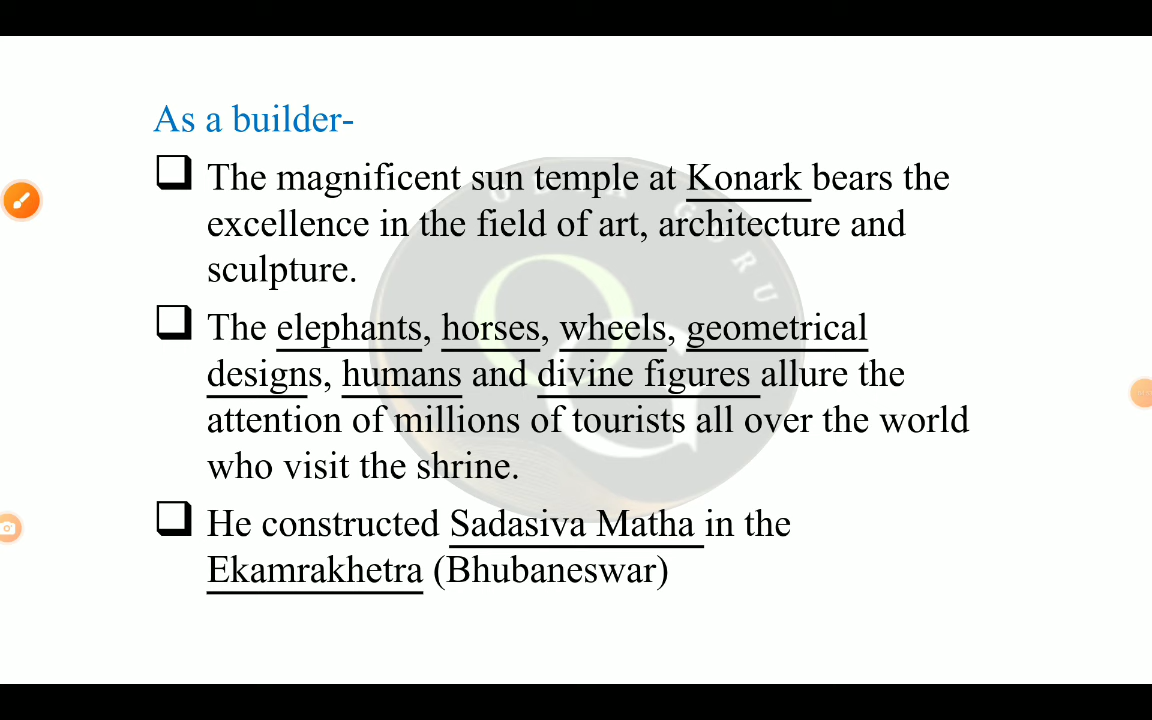 As a builder-
❑ The magnificent sun temple at Konark bears the
excellence in the field of art, architecture and
sculpture.
❑ The elephants, horses, wheels, geometrical
designs, humans and divine figures allure the
attention of millions of tourists all over the world
who visit the shrine.
❑ He constructed Sadasiva Matha in the
Ekamrakhetra (Bhubaneswar)